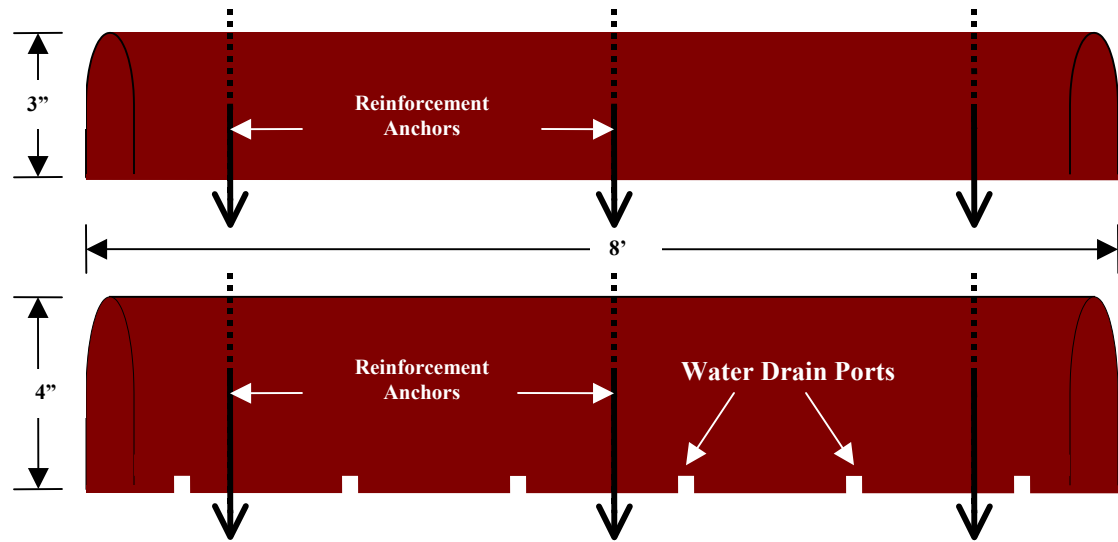 3”
Reinforcement
Anchors
8’
4”
Reinforcement
Anchors
Water Drain Ports